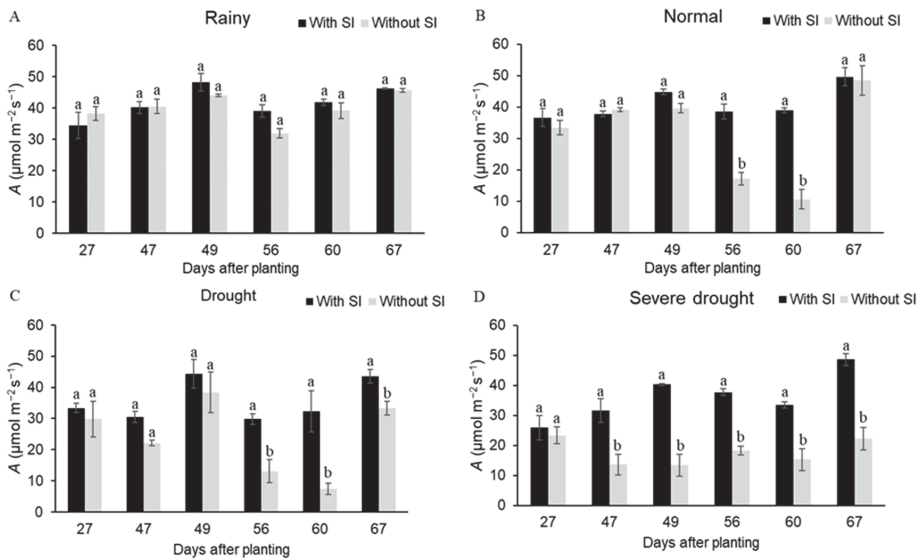 A
Rainy
With SI Without SI
A (µmol m−2 s−1)
60
50
40
30
20
10
0
a a a a a a a a a a a a
27 47 49 56 60 67
Days after planting
B
Normal
With SI Without SI
A (µmol m−2 s−1)
60
50
40
30
20
10
0
a a a a a a a b a b a a
27 47 49 56 60 67
Days after planting
C
Drought
With SI Without SI
A (µmol m−2 s−1)
60
50
40
30
20
10
0
a a a a a a a b a b a b
27 47 49 56 60 67
Days after planting
D
Severe drought
With SI Without SI
A (µmol m−2 s−1)
60
50
40
30
20
10
0
a a a b a b a b a b a b
27 47 49 56 60 67
Days after planting